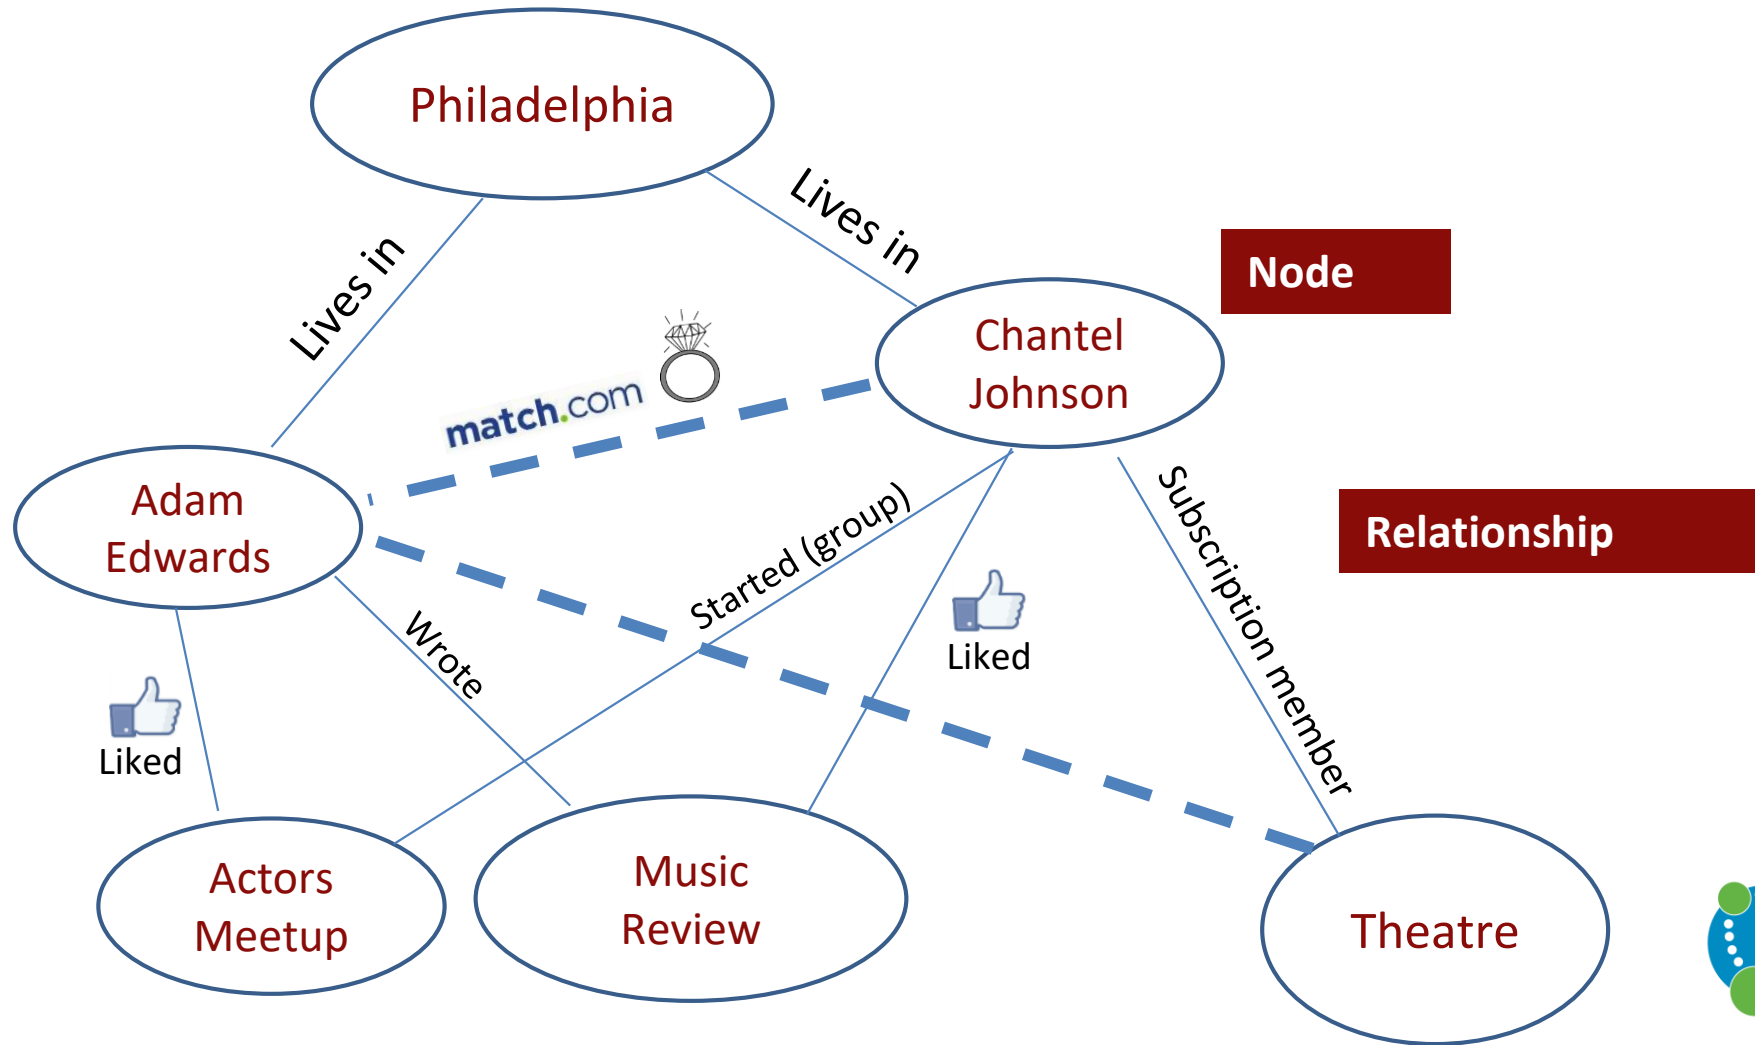 Philadelphia
Lives in
Lives in
Node
Chantel
Johnson
match.com
Adam
Edwards
Started (group)
Subscription member
Relationship
Wrote
Liked
Liked
Actors
Meetup
Music
Review
Theatre